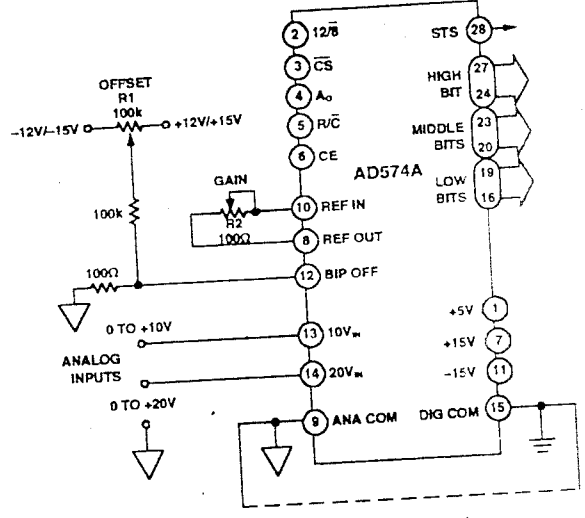 2 12/8̅
STS 28
3 C̅S̅
27
HIGH
BIT
24
OFFSET
R1
100k
4 A₀
−12V/−15V
+12V/+15V
5 R/C̅
23
MIDDLE
BITS
20
6 CE
AD574A
19
LOW
BITS
16
GAIN
10 REF IN
R2
100Ω
8 REF OUT
100k
100Ω
12 BIP OFF
+5V 1
0 TO +10V
13 10VIN
+15V 7
ANALOG
INPUTS
14 20VIN
−15V 11
0 TO +20V
9 ANA COM
DIG COM 15